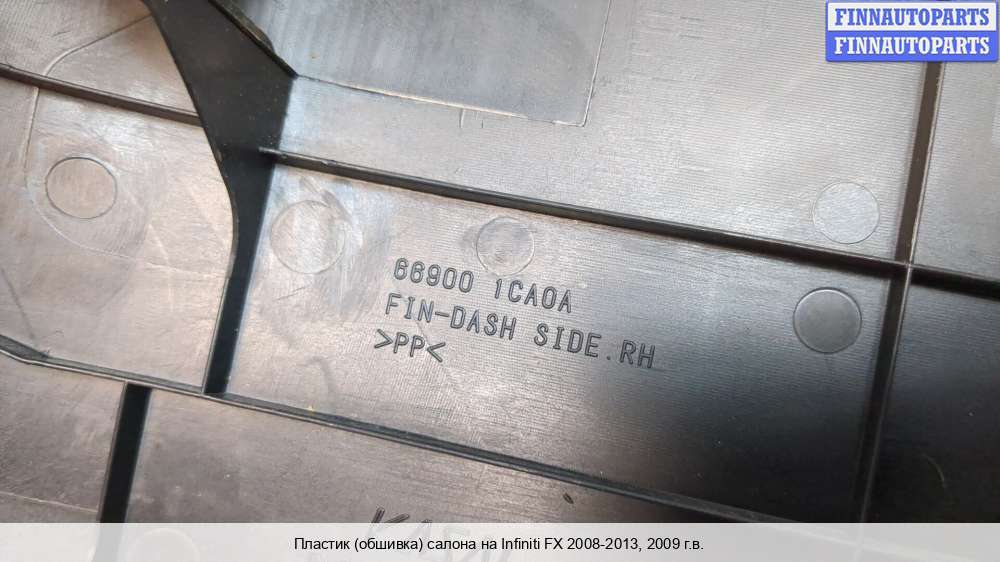 FINNAUTOPARTS
FINNAUTOPARTS
66900 1CA0A
FIN-DASH SIDE.RH
>PP<
Пластик (обшивка) салона на Infiniti FX 2008-2013, 2009 г.в.